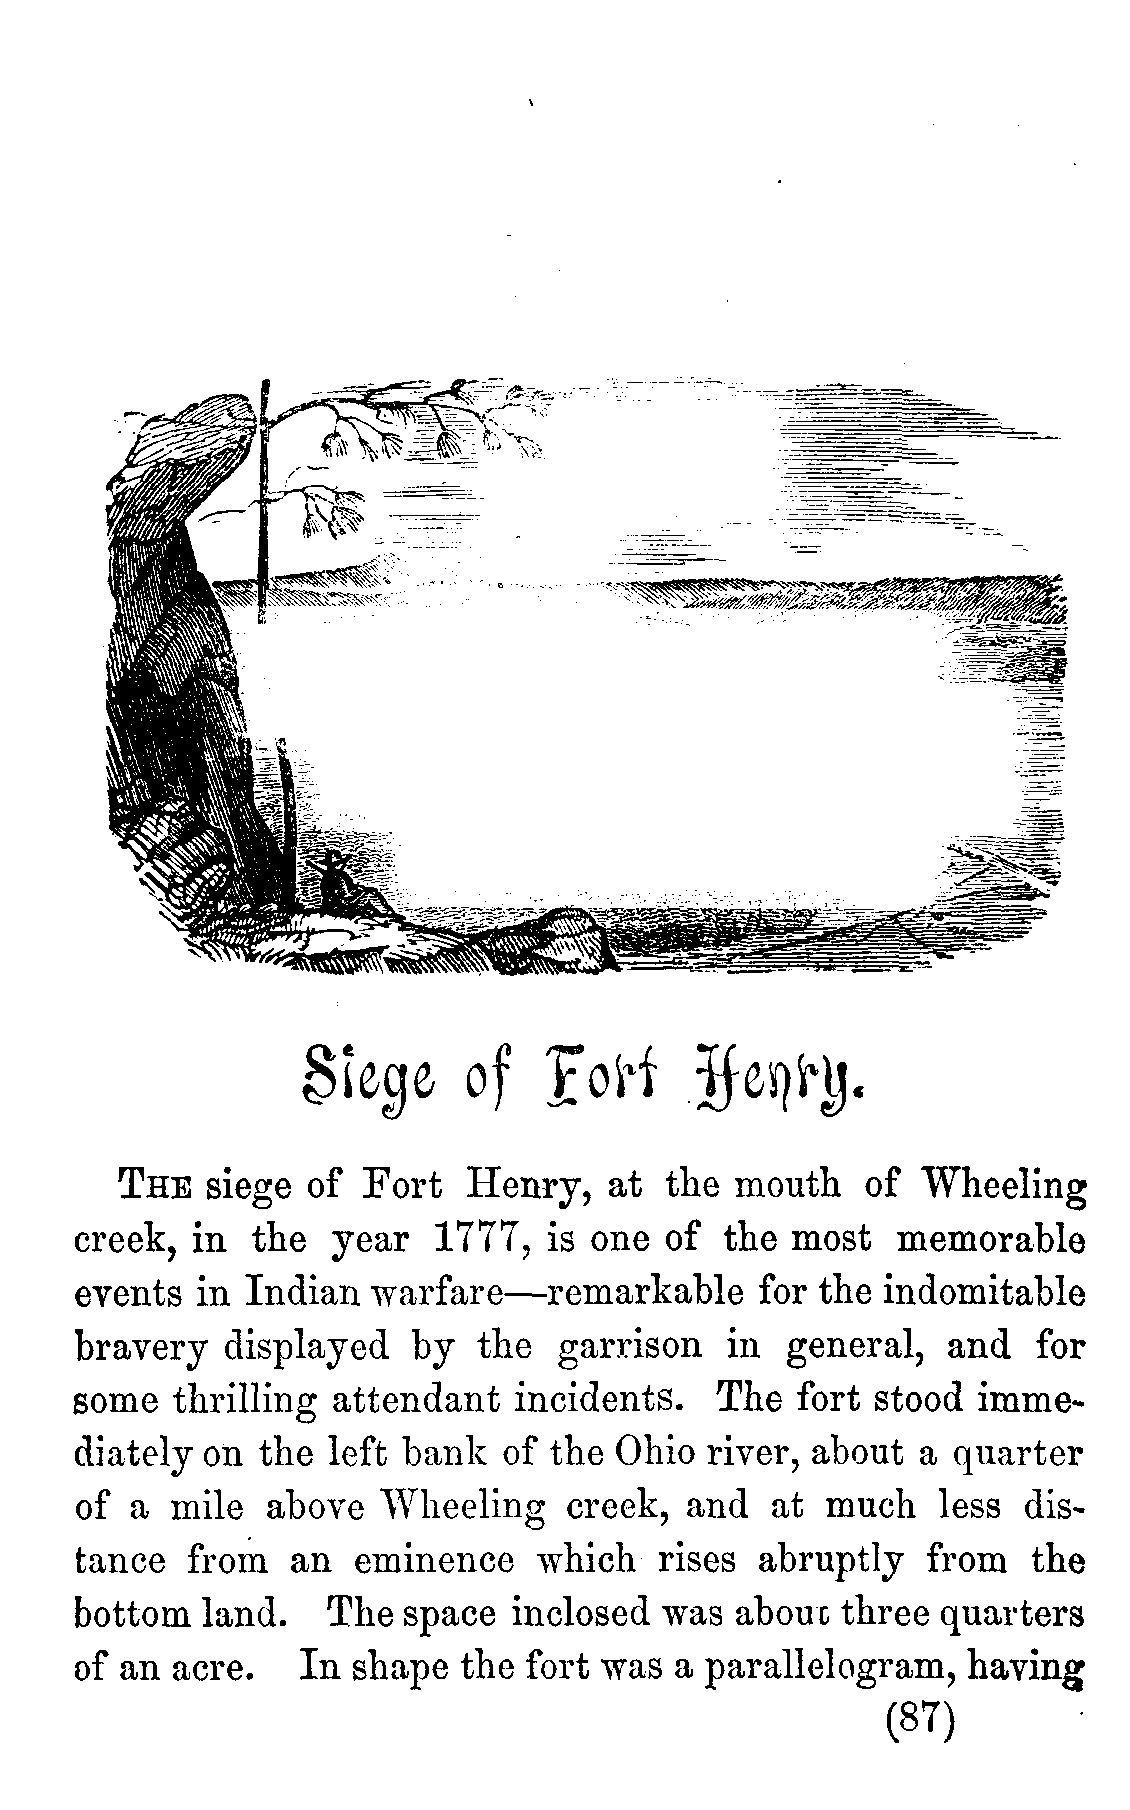 Siege of Fort Henry.
THE siege of Fort Henry, at the mouth of Wheeling
creek, in the year 1777, is one of the most memorable
events in Indian warfare—remarkable for the indomitable
bravery displayed by the garrison in general, and for
some thrilling attendant incidents. The fort stood imme-
diately on the left bank of the Ohio river, about a quarter
of a mile above Wheeling creek, and at much less dis-
tance from an eminence which rises abruptly from the
bottom land. The space inclosed was about three quarters
of an acre. In shape the fort was a parallelogram, having
(87)